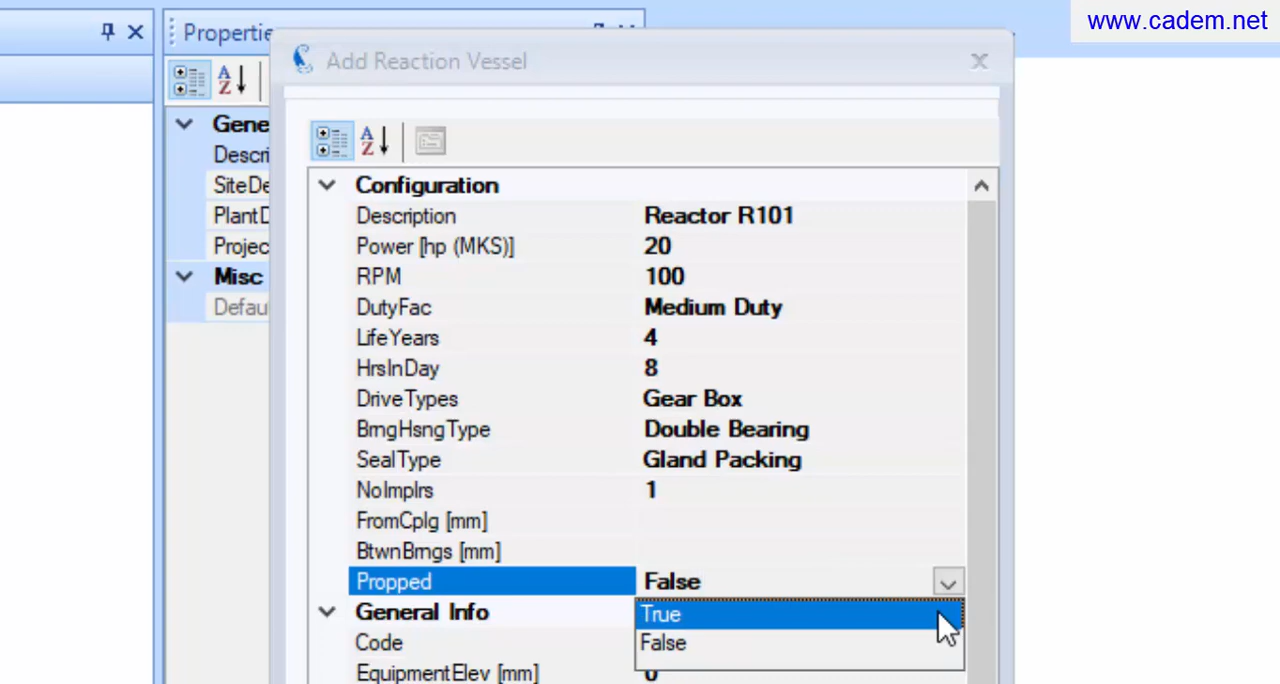 www.cadem.net
Add Reaction Vessel
Configuration
Description Reactor R101
Power [hp (MKS)] 20
RPM 100
DutyFac Medium Duty
LifeYears 4
HrsInDay 8
DriveTypes Gear Box
BrngHsngType Double Bearing
SealType Gland Packing
NoImplrs 1
FromCplg [mm]
BtwnBrngs [mm]
Propped False
True
General Info
Code False
EquipmentElev [mm] 0
Misc